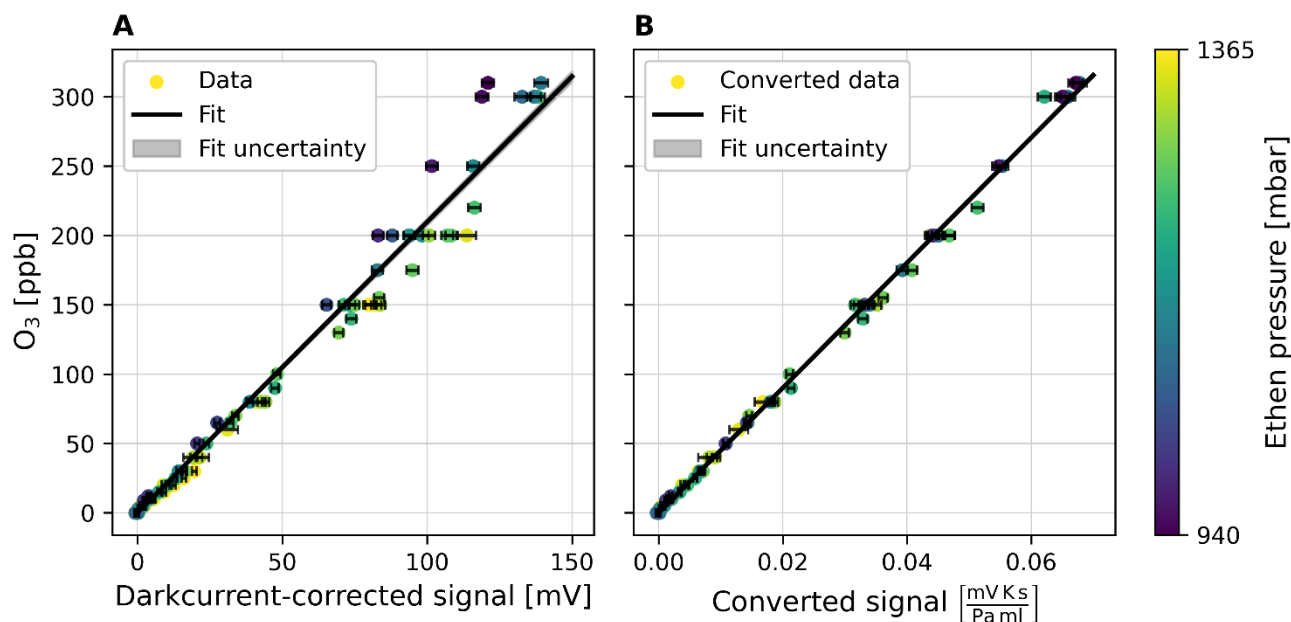 A
B
Data
Fit
Fit uncertainty
Converted data
Fit
Fit uncertainty
O₃ [ppb]
300
250
200
150
100
50
0
0
50
100
150
Darkcurrent-corrected signal [mV]
0.00
0.02
0.04
0.06
Converted signal [mV K s / Pa ml]
1365
940
Ethen pressure [mbar]